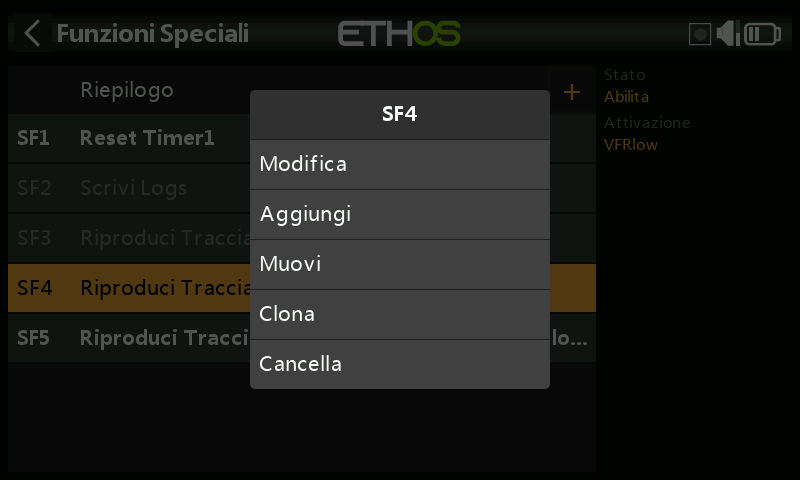 Funzioni Speciali
ETHOS
Riepilogo
+
Stato
Abilita
Attivazione
VFRlow
SF1 Reset Timer1
SF2 Scrivi Logs
SF3 Riproduci Traccia
SF4 Riproduci Traccia
SF5 Riproduci Tracci lo...
SF4
Modifica
Aggiungi
Muovi
Clona
Cancella